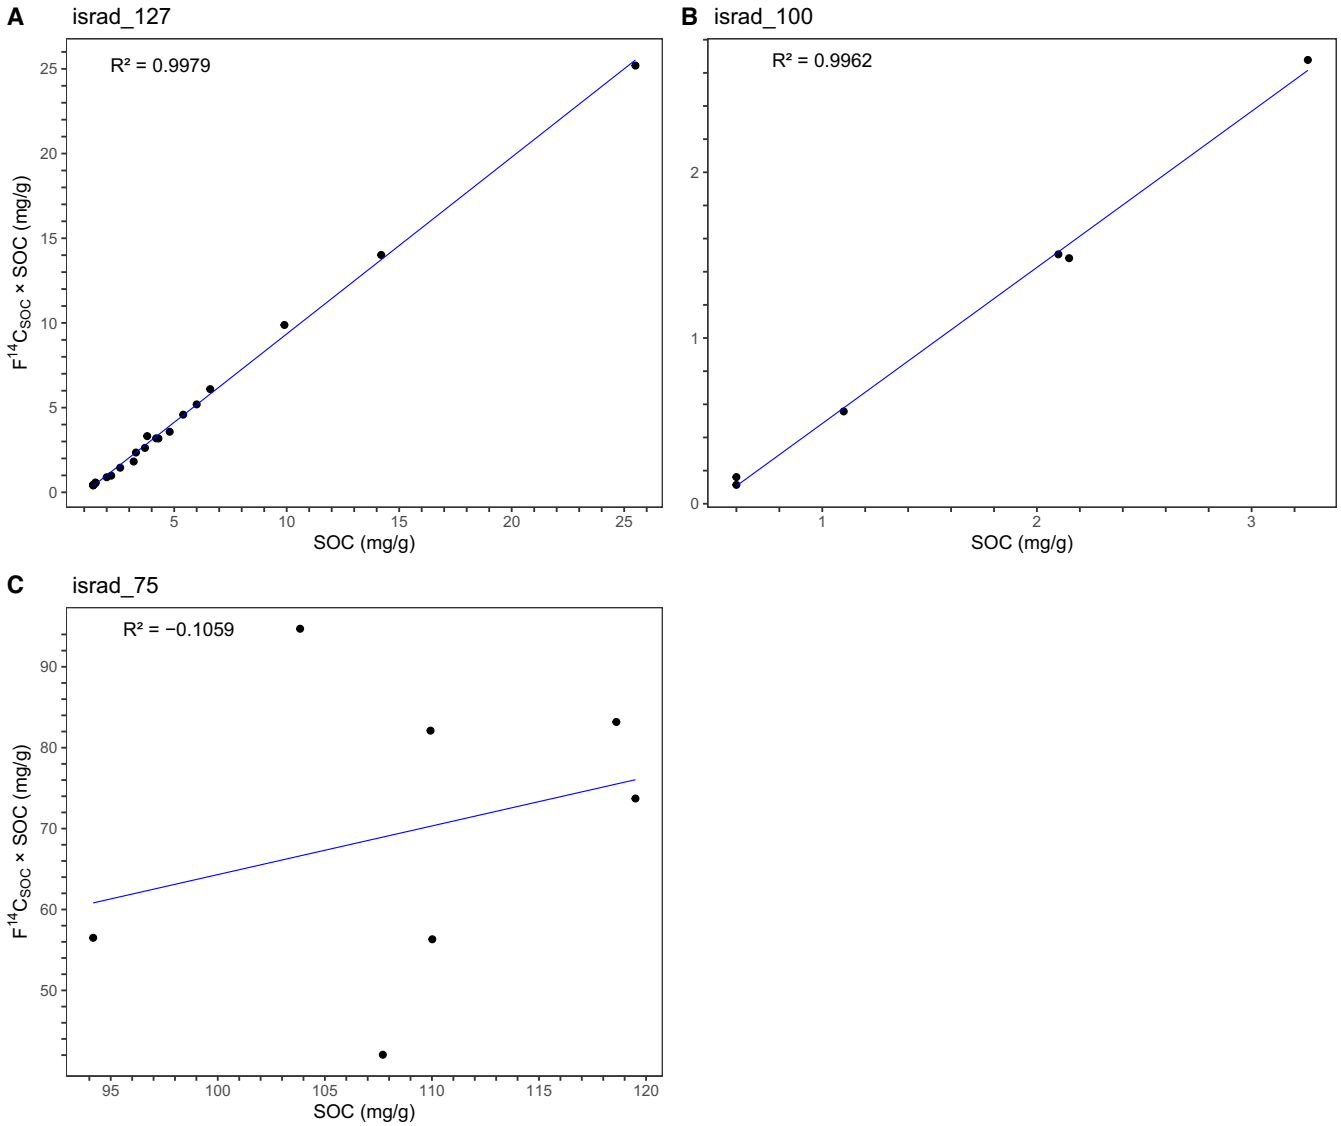 A israd_127
R² = 0.9979
25
20
15
10
5
0
F¹⁴C_SOC × SOC (mg/g)
5 10 15 20 25
SOC (mg/g)
B israd_100
R² = 0.9962
2
1
0
1 2 3
SOC (mg/g)
C israd_75
R² = −0.1059
90
80
70
60
50
F¹⁴C_SOC × SOC (mg/g)
95 100 105 110 115 120
SOC (mg/g)